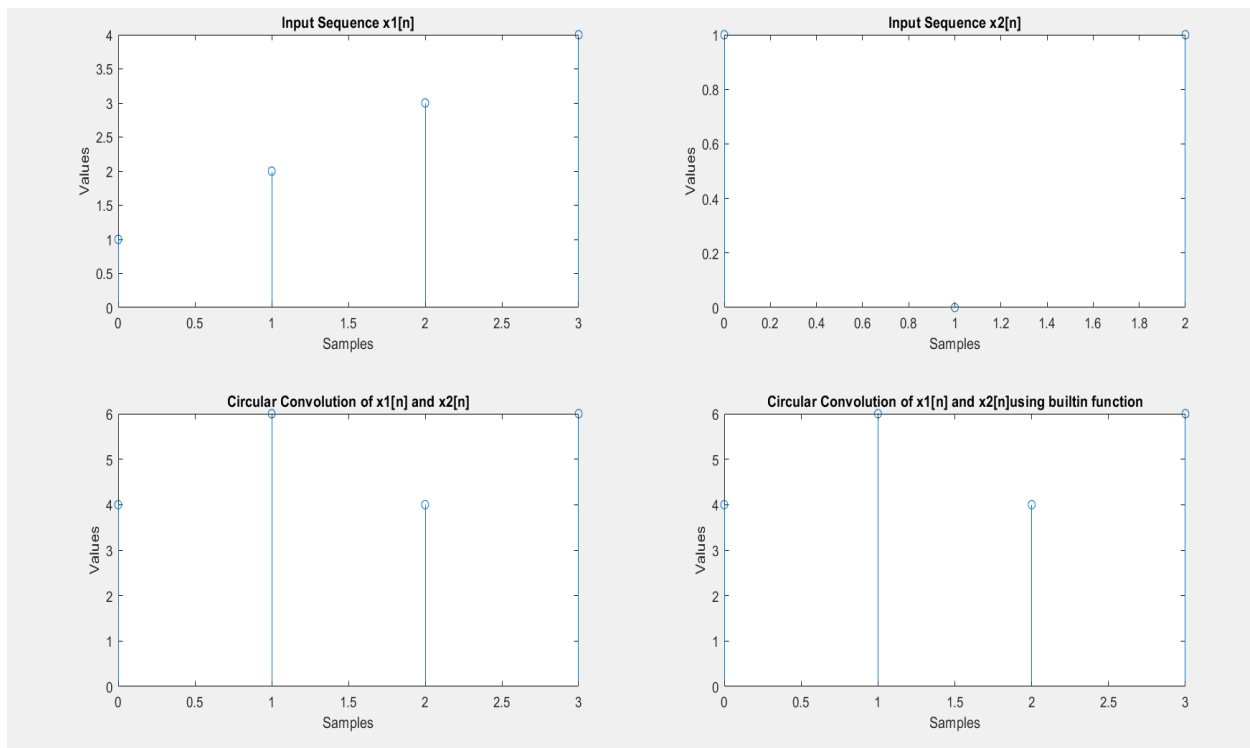 Input Sequence x1[n]
4
3.5
3
2.5
2
1.5
1
0.5
0
Values
0 0.5 1 1.5 2 2.5 3
Samples
Input Sequence x2[n]
1
0.8
0.6
0.4
0.2
0
Values
0 0.2 0.4 0.6 0.8 1 1.2 1.4 1.6 1.8 2
Samples
Circular Convolution of x1[n] and x2[n]
6
5
4
3
2
1
0
Values
0 0.5 1 1.5 2 2.5 3
Samples
Circular Convolution of x1[n] and x2[n]using builtin function
6
5
4
3
2
1
0
Values
0 0.5 1 1.5 2 2.5 3
Samples